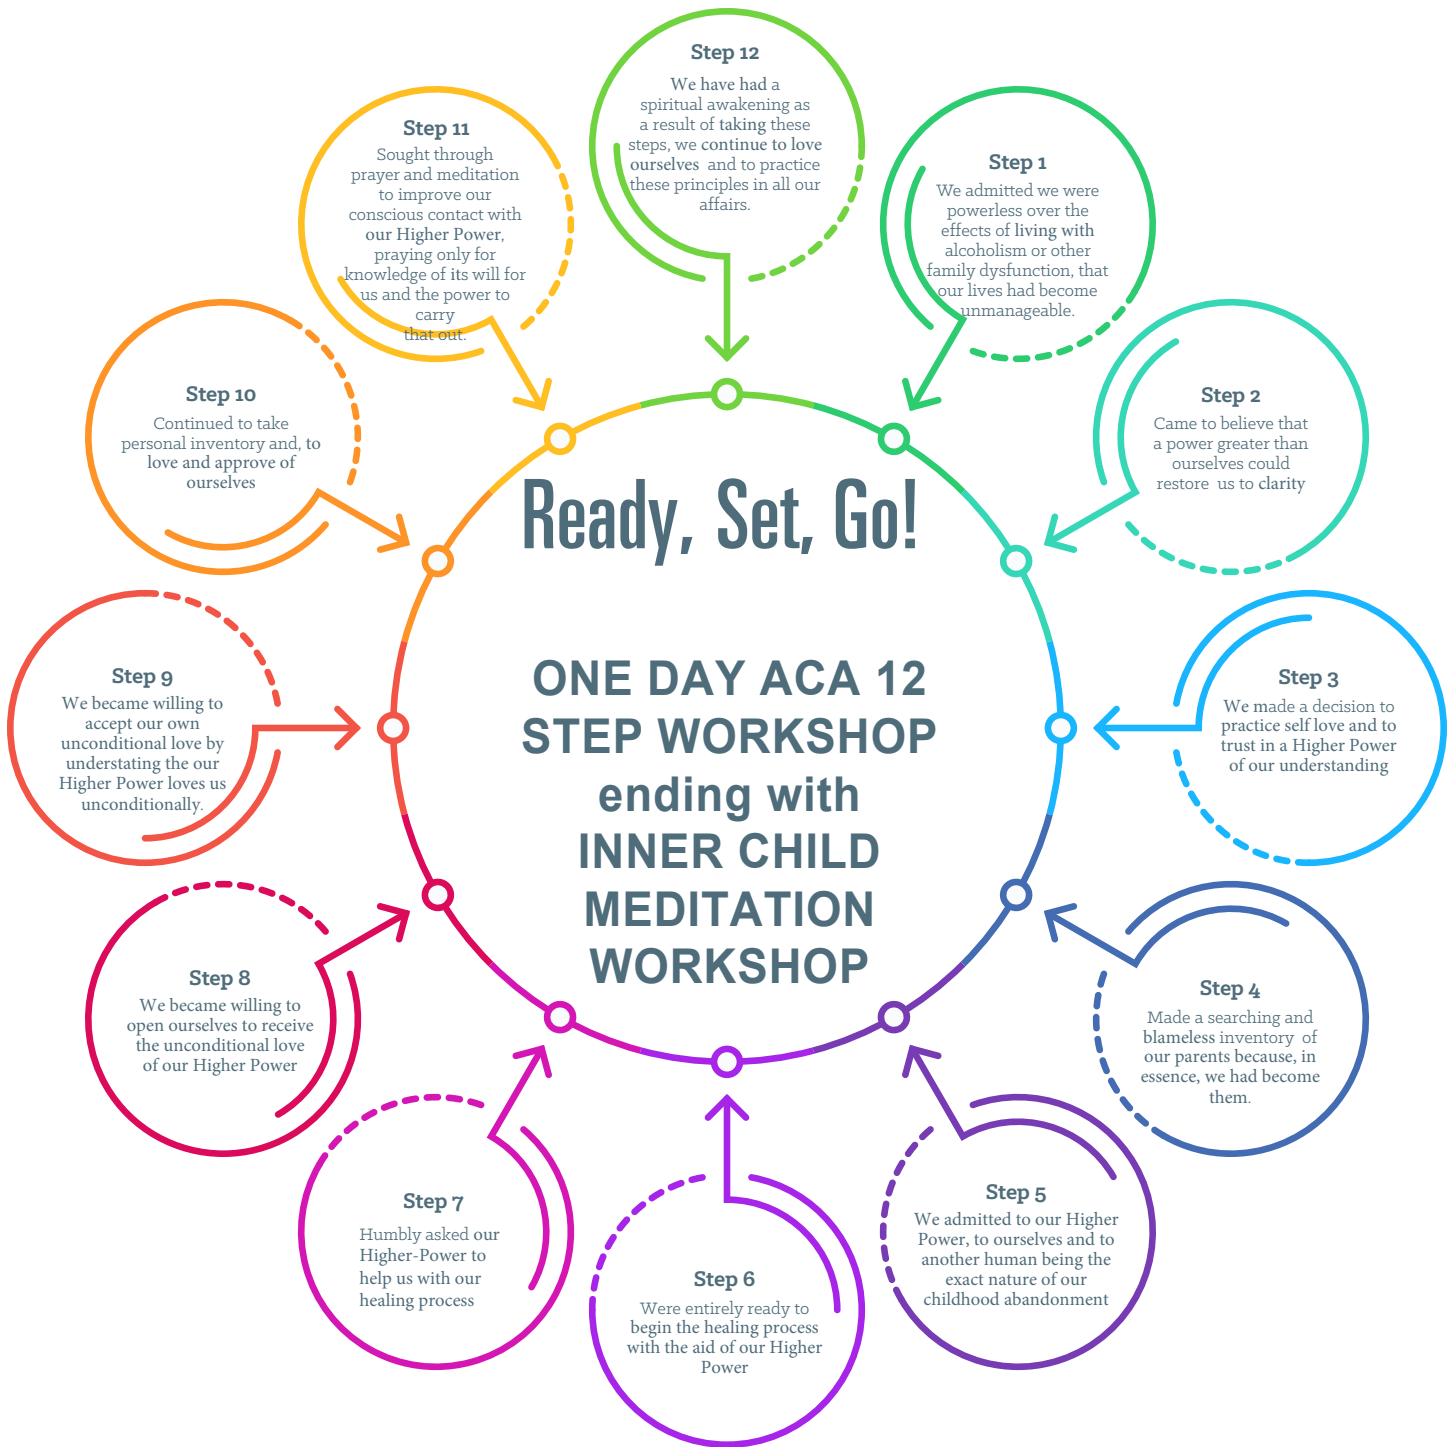 Ready, Set, Go!
ONE DAY ACA 12
STEP WORKSHOP
ending with
INNER CHILD
MEDITATION
WORKSHOP
Step 1
We admitted we were
powerless over the
effects of living with
alcoholism or other
family dysfunction, that
our lives had become
unmanageable.
Step 2
Came to believe that
a power greater than
ourselves could
restore us to clarity
Step 3
We made a decision to
practice self love and to
trust in a Higher Power
of our understanding
Step 4
Made a searching and
blameless inventory of
our parents because, in
essence, we had become
them.
Step 5
We admitted to our Higher
Power, to ourselves and to
another human being the
exact nature of our
childhood abandonment
Step 6
Were entirely ready to
begin the healing process
with the aid of our Higher
Power
Step 7
Humbly asked our
Higher-Power to
help us with our
healing process
Step 8
We became willing to
open ourselves to receive
the unconditional love
of our Higher Power
Step 9
We became willing to
accept our own
unconditional love by
understating the our
Higher Power loves us
unconditionally.
Step 10
Continued to take
personal inventory and, to
love and approve of
ourselves
Step 11
Sought through
prayer and meditation
to improve our
conscious contact with
our Higher Power,
praying only for
knowledge of its will for
us and the power to
carry
that out.
Step 12
We have had a
spiritual awakening as
a result of taking these
steps, we continue to love
ourselves and to practice
these principles in all our
affairs.